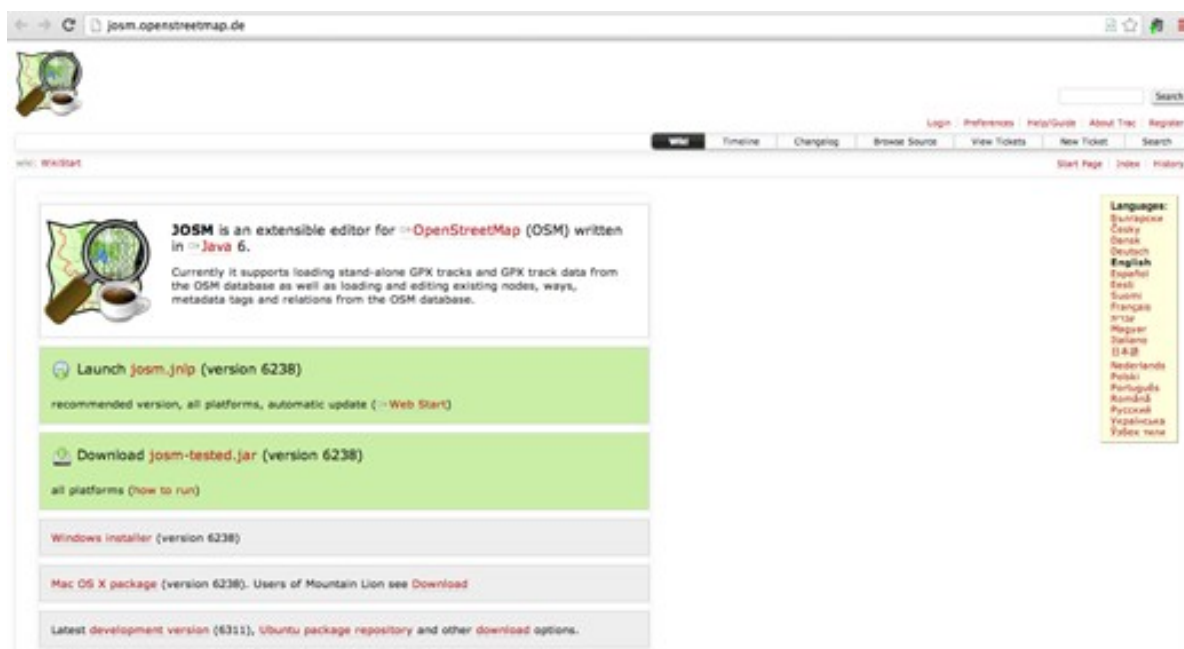 josm.openstreetmap.de
Search
Login Preferences Help/Guide About Trac Register
Wiki Timeline Changelog Browse Source View Tickets New Ticket Search
wiki: WikiStart
Start Page Index History
JOSM is an extensible editor for OpenStreetMap (OSM) written
in Java 6.
Currently it supports loading stand-alone GPX tracks and GPX track data from
the OSM database as well as loading and editing existing nodes, ways,
metadata tags and relations from the OSM database.
Launch josm.jnlp (version 6238)
recommended version, all platforms, automatic update (Web Start)
Download josm-tested.jar (version 6238)
all platforms (how to run)
Windows installer (version 6238)
Mac OS X package (version 6238). Users of Mountain Lion see Download
Latest development version (6311), Ubuntu package repository and other download options.
Languages:
Български
Česky
Dansk
Deutsch
English
Español
Eesti
Suomi
Français
עברית
Magyar
Italiano
日本語
Nederlands
Polski
Português
Română
Русский
Українська
Ўзбек тили